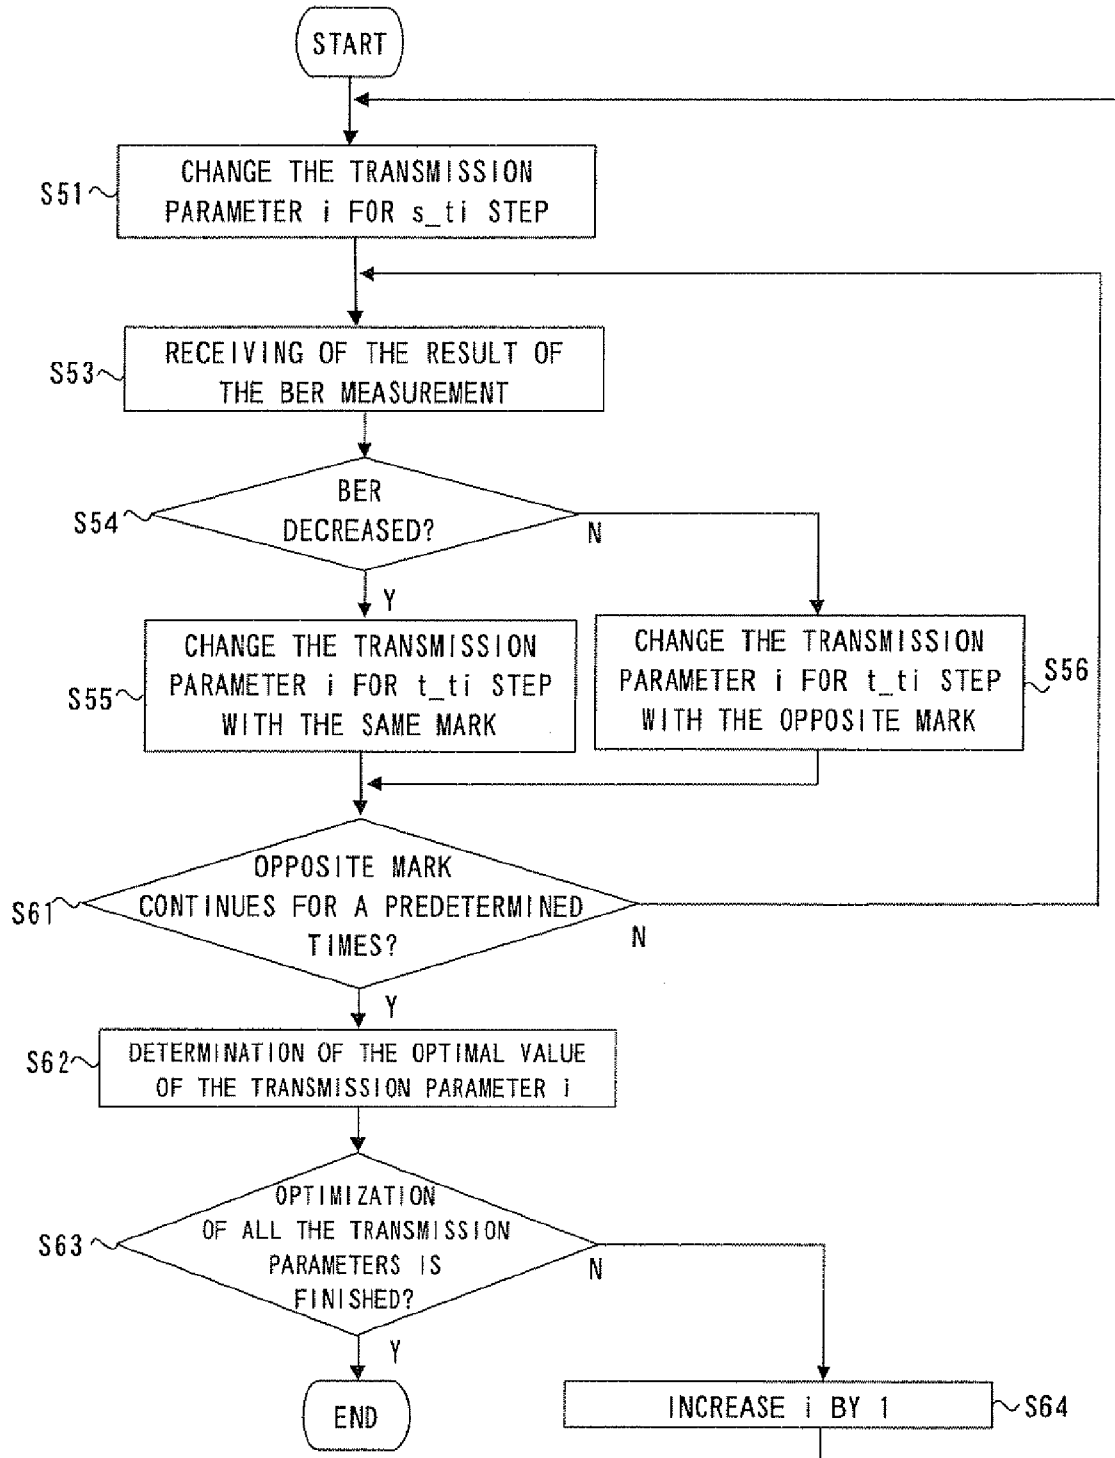 START
CHANGE THE TRANSMISSION
PARAMETER i FOR s_ti STEP
S51
RECEIVING OF THE RESULT OF
THE BER MEASUREMENT
S53
BER
DECREASED?
S54
N
Y
CHANGE THE TRANSMISSION
PARAMETER i FOR t_ti STEP
WITH THE SAME MARK
S55
CHANGE THE TRANSMISSION
PARAMETER i FOR t_ti STEP
WITH THE OPPOSITE MARK
S56
OPPOSITE MARK
CONTINUES FOR A PREDETERMINED
TIMES?
S61
N
Y
DETERMINATION OF THE OPTIMAL VALUE
OF THE TRANSMISSION PARAMETER i
S62
OPTIMIZATION
OF ALL THE TRANSMISSION
PARAMETERS IS
FINISHED?
S63
N
Y
END
INCREASE i BY 1
S64